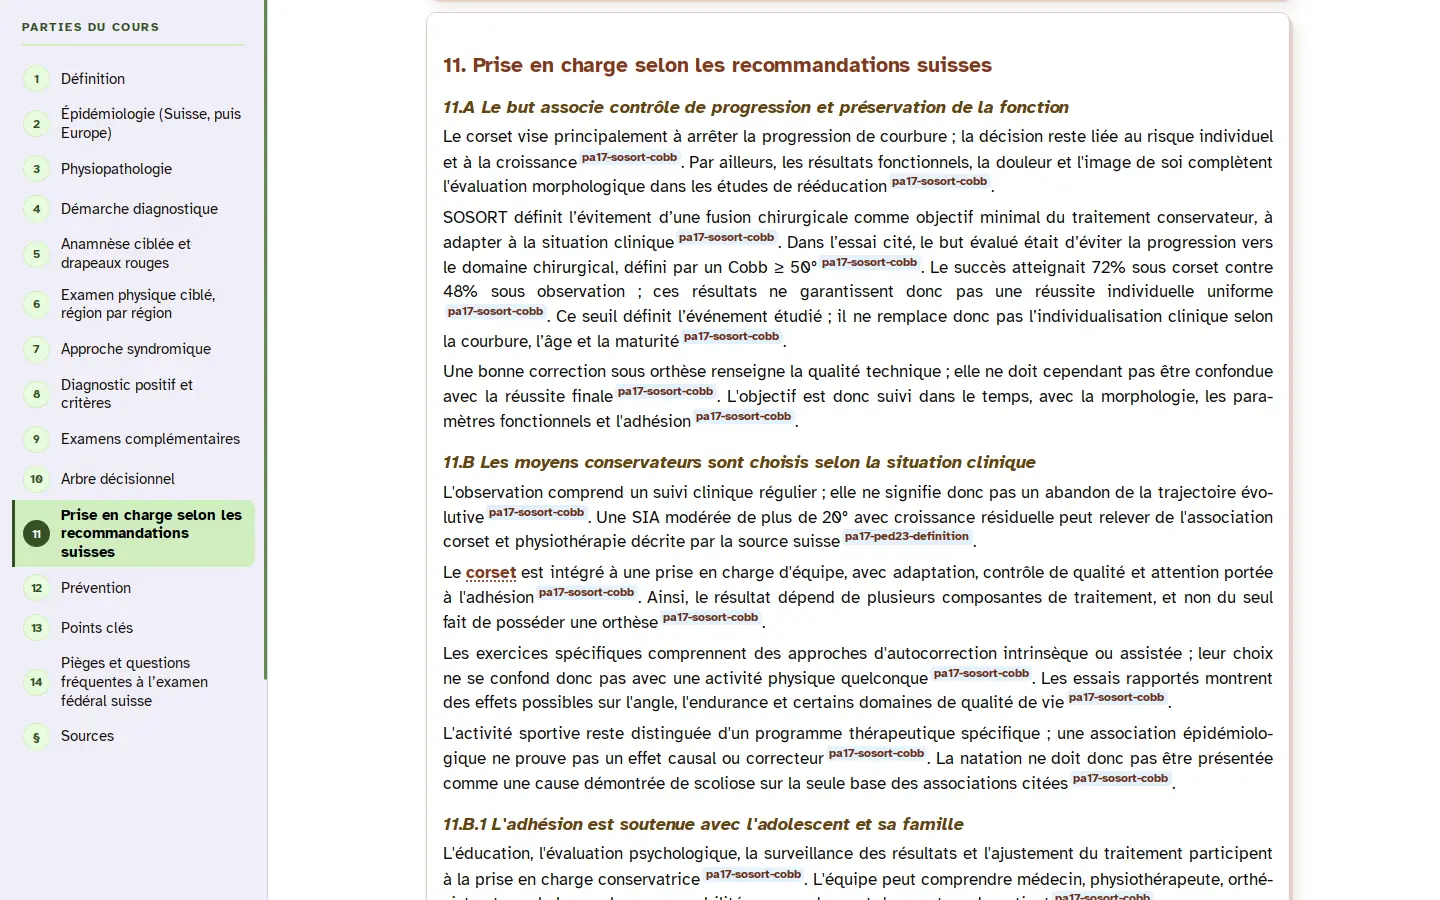 PARTIES DU COURS
1 Définition
2 Épidémiologie (Suisse, puis
Europe)
3 Physiopathologie
4 Démarche diagnostique
5 Anamnèse ciblée et
drapeaux rouges
6 Examen physique ciblé,
région par région
7 Approche syndromique
8 Diagnostic positif et
critères
9 Examens complémentaires
10 Arbre décisionnel
11 Prise en charge selon les
recommandations
suisses
12 Prévention
13 Points clés
14 Pièges et questions
fréquentes à l’examen
fédéral suisse
§ Sources
11. Prise en charge selon les recommandations suisses
11.A Le but associe contrôle de progression et préservation de la fonction
Le corset vise principalement à arrêter la progression de courbure ; la décision reste liée au risque individuel
et à la croissance pa17-sosort-cobb. Par ailleurs, les résultats fonctionnels, la douleur et l'image de soi complètent
l'évaluation morphologique dans les études de rééducation pa17-sosort-cobb.
SOSORT définit l’évitement d’une fusion chirurgicale comme objectif minimal du traitement conservateur, à
adapter à la situation clinique pa17-sosort-cobb. Dans l’essai cité, le but évalué était d’éviter la progression vers
le domaine chirurgical, défini par un Cobb ≥ 50° pa17-sosort-cobb. Le succès atteignait 72% sous corset contre
48% sous observation ; ces résultats ne garantissent donc pas une réussite individuelle uniforme
pa17-sosort-cobb. Ce seuil définit l’événement étudié ; il ne remplace donc pas l’individualisation clinique selon
la courbure, l’âge et la maturité pa17-sosort-cobb.
Une bonne correction sous orthèse renseigne la qualité technique ; elle ne doit cependant pas être confondue
avec la réussite finale pa17-sosort-cobb. L'objectif est donc suivi dans le temps, avec la morphologie, les para-
mètres fonctionnels et l'adhésion pa17-sosort-cobb.
11.B Les moyens conservateurs sont choisis selon la situation clinique
L'observation comprend un suivi clinique régulier ; elle ne signifie donc pas un abandon de la trajectoire évo-
lutive pa17-sosort-cobb. Une SIA modérée de plus de 20° avec croissance résiduelle peut relever de l'association
corset et physiothérapie décrite par la source suisse pa17-ped23-definition.
Le corset est intégré à une prise en charge d'équipe, avec adaptation, contrôle de qualité et attention portée
à l'adhésion pa17-sosort-cobb. Ainsi, le résultat dépend de plusieurs composantes de traitement, et non du seul
fait de posséder une orthèse pa17-sosort-cobb.
Les exercices spécifiques comprennent des approches d'autocorrection intrinsèque ou assistée ; leur choix
ne se confond donc pas avec une activité physique quelconque pa17-sosort-cobb. Les essais rapportés montrent
des effets possibles sur l'angle, l'endurance et certains domaines de qualité de vie pa17-sosort-cobb.
L'activité sportive reste distinguée d'un programme thérapeutique spécifique ; une association épidémiolo-
gique ne prouve pas un effet causal ou correcteur pa17-sosort-cobb. La natation ne doit donc pas être présentée
comme une cause démontrée de scoliose sur la seule base des associations citées pa17-sosort-cobb.
11.B.1 L'adhésion est soutenue avec l'adolescent et sa famille
L'éducation, l'évaluation psychologique, la surveillance des résultats et l'ajustement du traitement participent
à la prise en charge conservatrice pa17-sosort-cobb. L'équipe peut comprendre médecin, physiothérapeute, orthé-
pa17-sosort-cobb